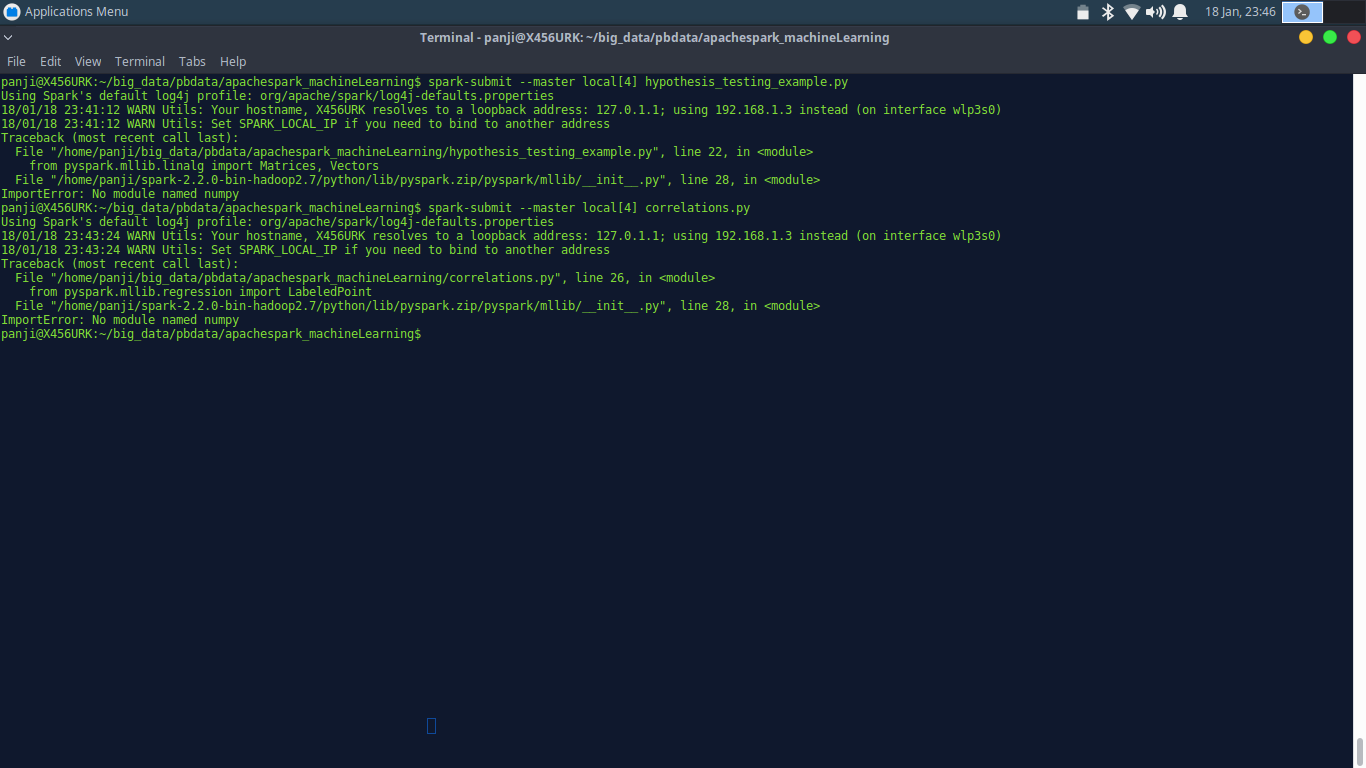 Applications Menu
18 Jan, 23:46
Terminal - panji@X456URK: ~/big_data/pbdata/apachespark_machineLearning
File Edit View Terminal Tabs Help
panji@X456URK:~/big_data/pbdata/apachespark_machineLearning$ spark-submit --master local[4] hypothesis_testing_example.py
Using Spark's default log4j profile: org/apache/spark/log4j-defaults.properties
18/01/18 23:41:12 WARN Utils: Your hostname, X456URK resolves to a loopback address: 127.0.1.1; using 192.168.1.3 instead (on interface wlp3s0)
18/01/18 23:41:12 WARN Utils: Set SPARK_LOCAL_IP if you need to bind to another address
Traceback (most recent call last):
  File "/home/panji/big_data/pbdata/apachespark_machineLearning/hypothesis_testing_example.py", line 22, in <module>
    from pyspark.mllib.linalg import Matrices, Vectors
  File "/home/panji/spark-2.2.0-bin-hadoop2.7/python/lib/pyspark.zip/pyspark/mllib/__init__.py", line 28, in <module>
ImportError: No module named numpy
panji@X456URK:~/big_data/pbdata/apachespark_machineLearning$ spark-submit --master local[4] correlations.py
Using Spark's default log4j profile: org/apache/spark/log4j-defaults.properties
18/01/18 23:43:24 WARN Utils: Your hostname, X456URK resolves to a loopback address: 127.0.1.1; using 192.168.1.3 instead (on interface wlp3s0)
18/01/18 23:43:24 WARN Utils: Set SPARK_LOCAL_IP if you need to bind to another address
Traceback (most recent call last):
  File "/home/panji/big_data/pbdata/apachespark_machineLearning/correlations.py", line 26, in <module>
    from pyspark.mllib.regression import LabeledPoint
  File "/home/panji/spark-2.2.0-bin-hadoop2.7/python/lib/pyspark.zip/pyspark/mllib/__init__.py", line 28, in <module>
ImportError: No module named numpy
panji@X456URK:~/big_data/pbdata/apachespark_machineLearning$